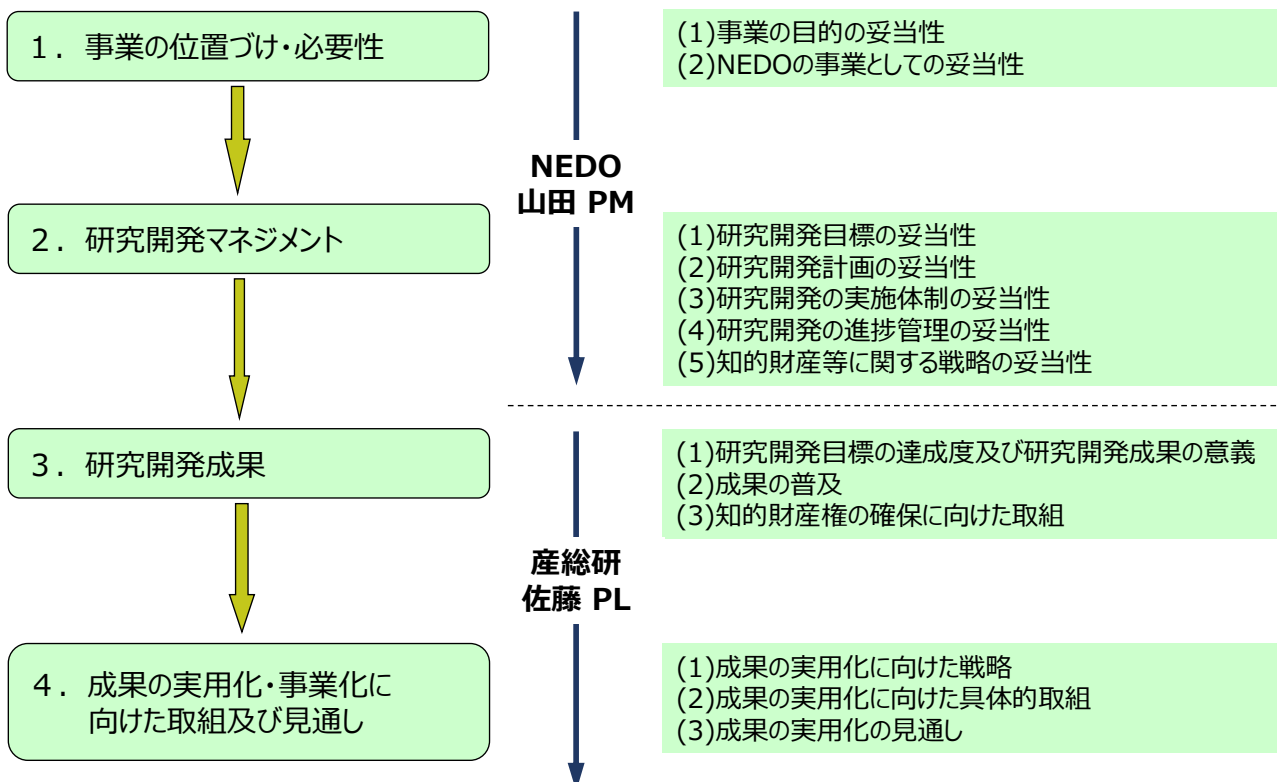 １．事業の位置づけ・必要性
(1)事業の目的の妥当性
(2)NEDOの事業としての妥当性
NEDO
山田 PM
２．研究開発マネジメント
(1)研究開発目標の妥当性
(2)研究開発計画の妥当性
(3)研究開発の実施体制の妥当性
(4)研究開発の進捗管理の妥当性
(5)知的財産等に関する戦略の妥当性
３．研究開発成果
(1)研究開発目標の達成度及び研究開発成果の意義
(2)成果の普及
(3)知的財産権の確保に向けた取組
産総研
佐藤 PL
４．成果の実用化・事業化に
向けた取組及び見通し
(1)成果の実用化に向けた戦略
(2)成果の実用化に向けた具体的取組
(3)成果の実用化の見通し